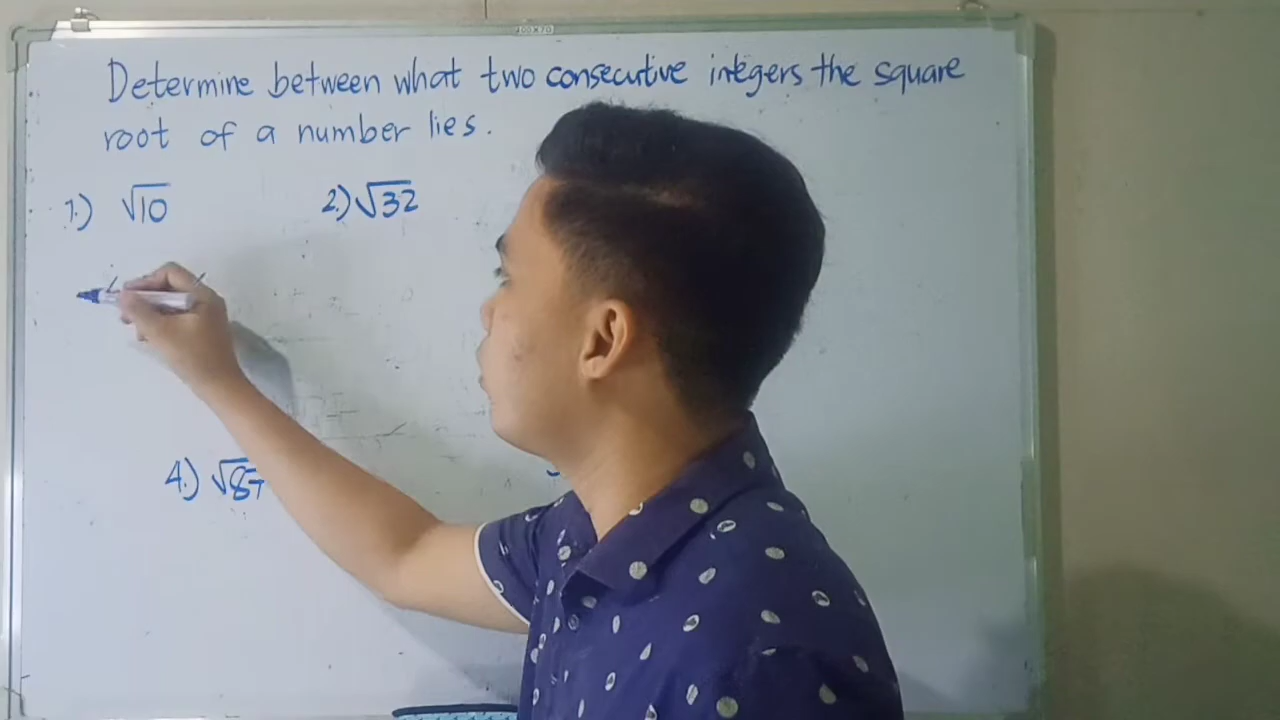 Determine between what two consecutive integers the square
root of a number lies.
1.) √10 2.) √32
4.) √87